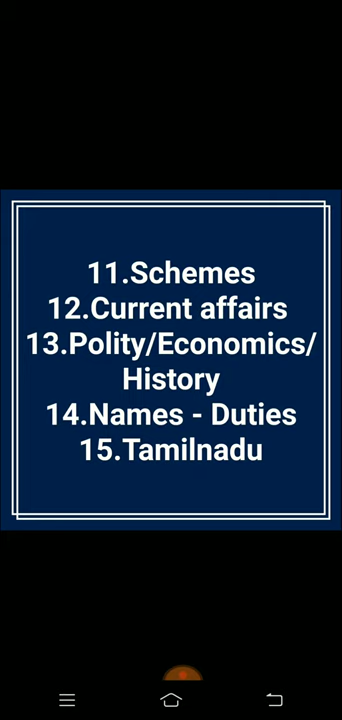 11.Schemes
12.Current affairs
13.Polity/Economics/
History
14.Names - Duties
15.Tamilnadu